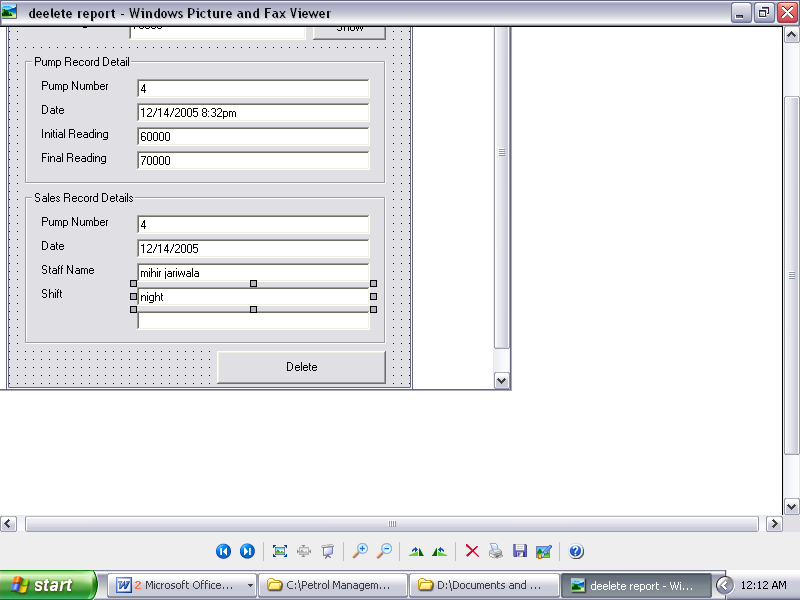 deelete report - Windows Picture and Fax Viewer
Show
Pump Record Detail
Pump Number 4
Date 12/14/2005 8:32pm
Initial Reading 60000
Final Reading 70000
Sales Record Details
Pump Number 4
Date 12/14/2005
Staff Name mihir jariwala
Shift night
Delete
start
2 Microsoft Office...
C:\Petrol Managem...
D:\Documents and ...
deelete report - Wi...
12:12 AM